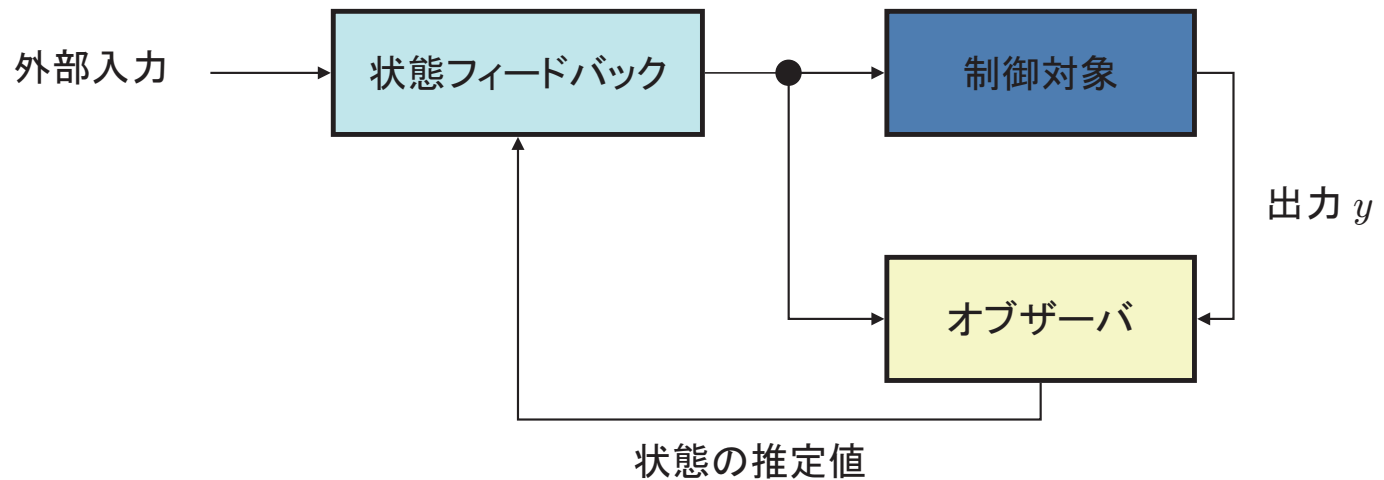 外部入力
状態フィードバック
制御対象
出力 y
オブザーバ
状態の推定値